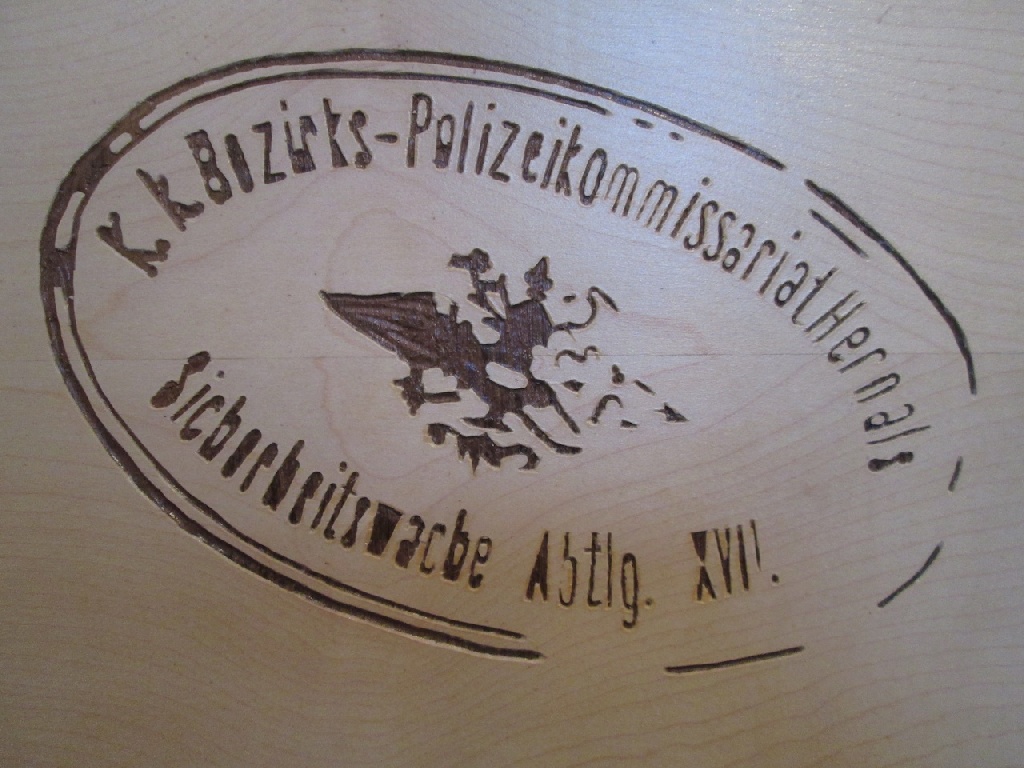 K. k. Bezirks-Polizeikommissariat Hernals
Sicherheitswache Abtlg. XVII.